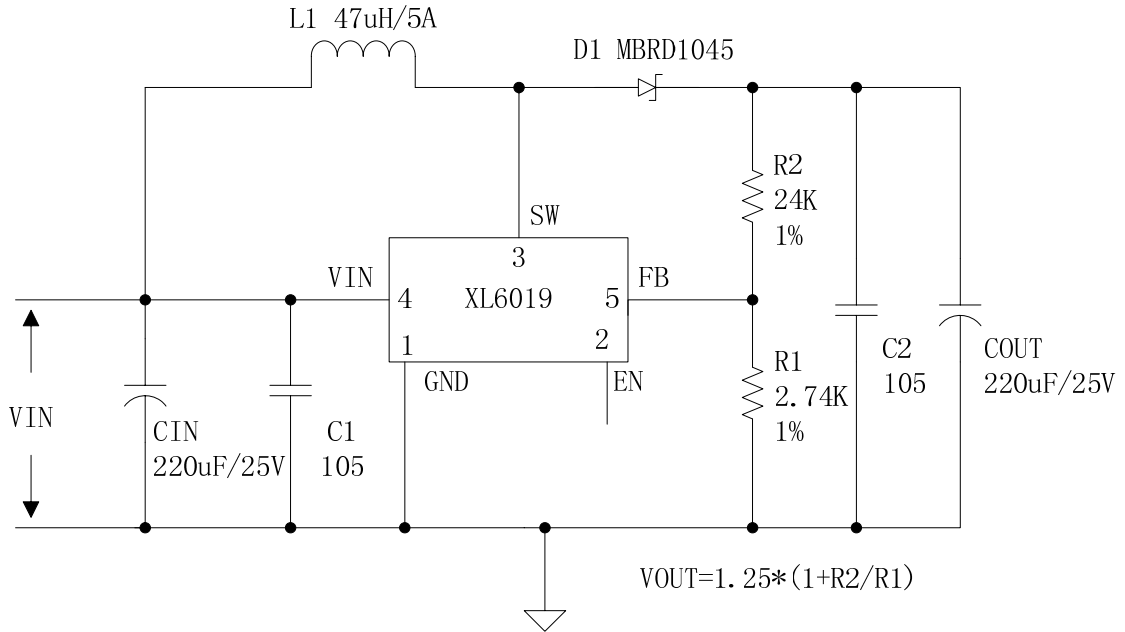 L1 47uH/5A
D1 MBRD1045
R2
24K
1%
SW
3
VIN
FB
4
XL6019
5
1
2
GND
EN
R1
2.74K
1%
C2
105
COUT
220uF/25V
VIN
CIN
220uF/25V
C1
105
VOUT=1.25*(1+R2/R1)